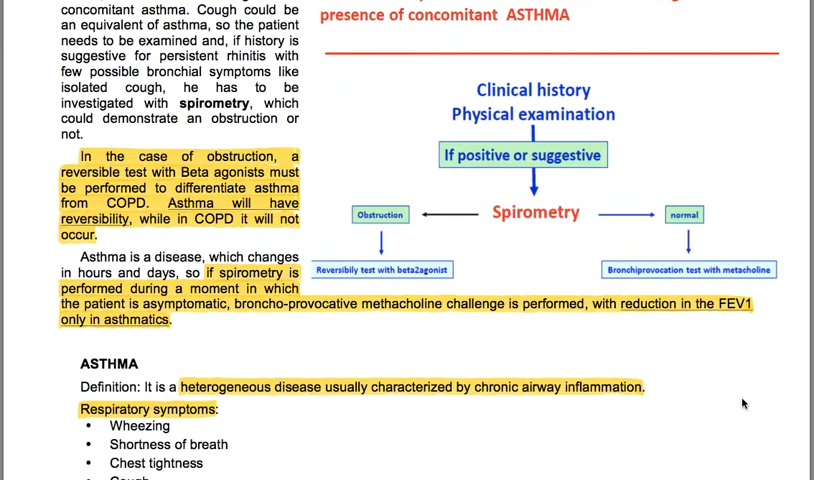 concomitant asthma. Cough could be
an equivalent of asthma, so the patient
needs to be examined and, if history is
suggestive for persistent rhinitis with
few possible bronchial symptoms like
isolated cough, he has to be
investigated with spirometry, which
could demonstrate an obstruction or
not.
In the case of obstruction, a
reversible test with Beta agonists must
be performed to differentiate asthma
from COPD. Asthma will have
reversibility, while in COPD it will not
occur.
Asthma is a disease, which changes
in hours and days, so if spirometry is
performed during a moment in which
the patient is asymptomatic, broncho-provocative methacholine challenge is performed, with reduction in the FEV1
only in asthmatics.
presence of concomitant ASTHMA
Clinical history
Physical examination
If positive or suggestive
Obstruction
Spirometry
normal
Reversibily test with beta2agonist
Bronchiprovocation test with metacholine
ASTHMA
Definition: It is a heterogeneous disease usually characterized by chronic airway inflammation.
Respiratory symptoms:
• Wheezing
• Shortness of breath
• Chest tightness